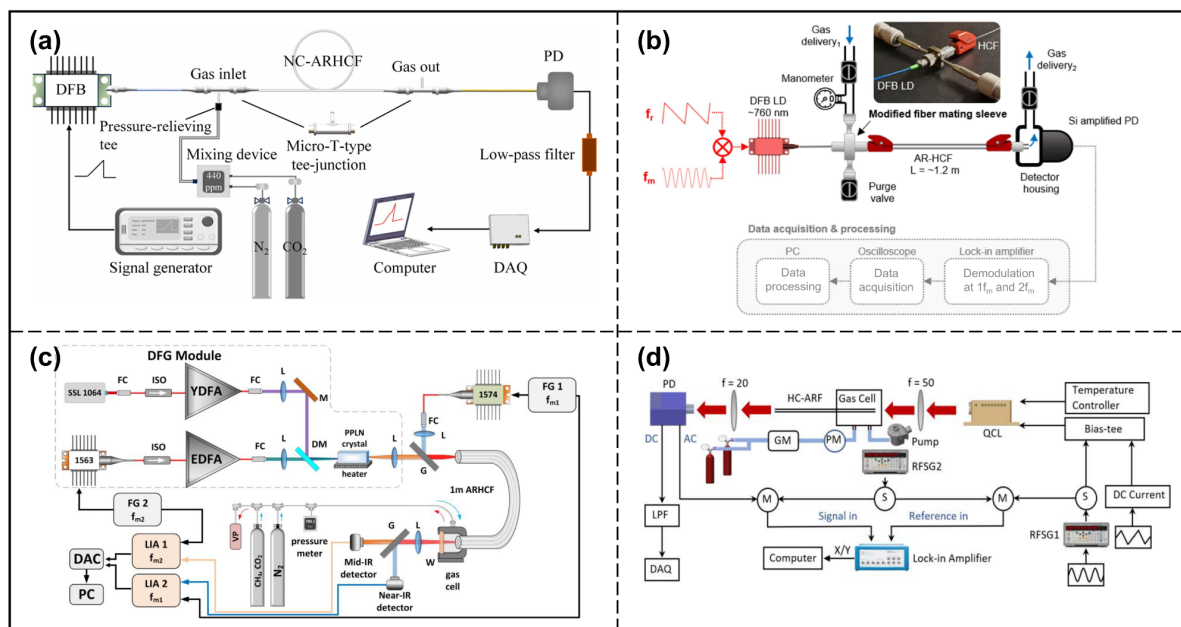 (a)
NC-ARHCF
Gas inlet
Gas out
PD
DFB
Pressure-relieving
tee
Micro-T-type
tee-junction
Low-pass filter
Mixing device
440
ppm
N2
CO2
Signal generator
Computer
DAQ
(b)
Gas
delivery1
HCF
DFB LD
Gas
delivery2
Manometer
DFB LD
~760 nm
Modified fiber mating sleeve
Si amplified PD
fr
fm
AR-HCF
L = ~1.2 m
Purge
valve
Detector
housing
Data acquisition & processing
PC
Oscilloscope
Lock-in amplifier
Data
processing
Data
acquisition
Demodulation
at 1fm and 2fm
(c)
DFG Module
SSL 1064
FC
ISO
YDFA
FC
L
M
1574
FG 1
fm1
FC
L
1563
ISO
EDFA
FC
L
DM
PPLN
crystal
heater
L
G
1m ARHCF
FG 2
fm2
LIA 1
fm2
DAC
LIA 2
fm1
PC
VP
CH4, CO2
N2
pressure
meter
G
L
W
gas
cell
Mid-IR
detector
Near-IR
detector
(d)
PD
f = 20
HC-ARF
Gas Cell
f = 50
Temperature
Controller
QCL
Bias-tee
DC
AC
GM
PM
Pump
RFSG2
LPF
M
S
M
S
DC Current
Signal in
Reference in
RFSG1
DAQ
Computer
X/Y
Lock-in Amplifier